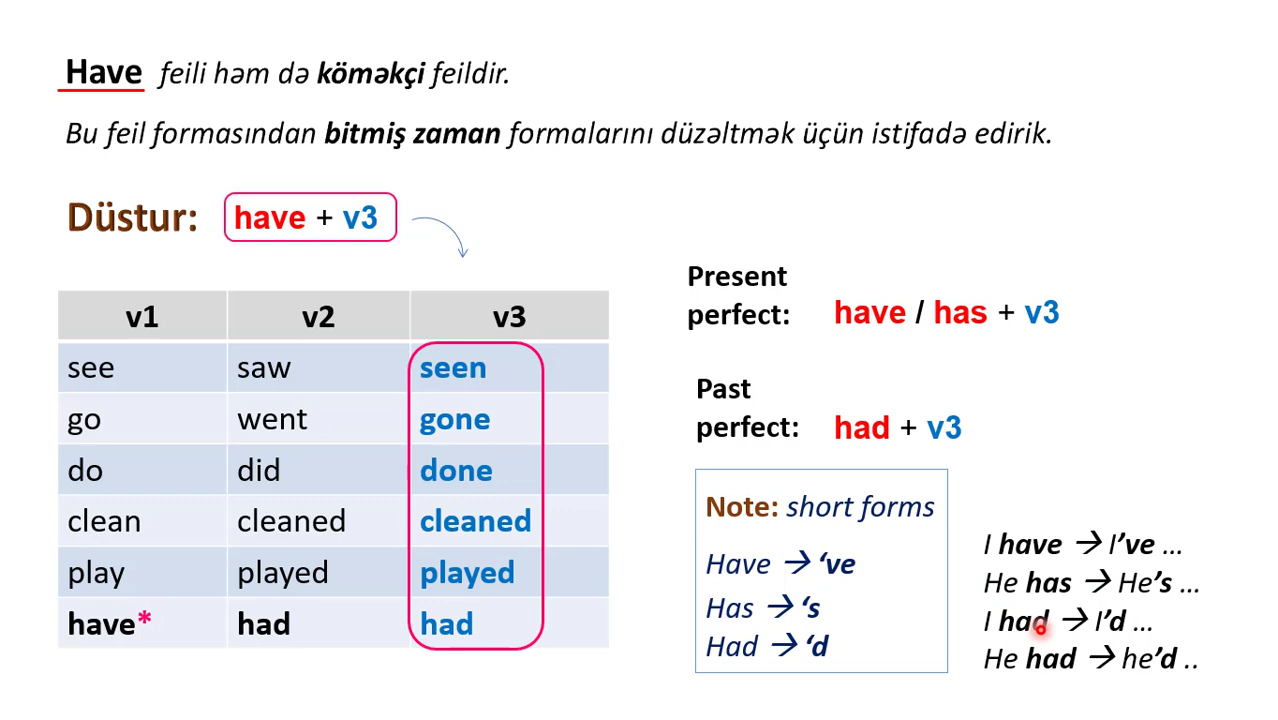 Have feili həm də köməkçi feildir.
Bu feil formasından bitmiş zaman formalarını düzəltmək üçün istifadə edirik.
Düstur: have + v3
v1 v2 v3
see saw seen
go went gone
do did done
clean cleaned cleaned
play played played
have* had had
Present
perfect: have / has + v3
Past
perfect: had + v3
Note: short forms
Have → ‘ve
Has → ‘s
Had → ‘d
I have → I’ve ...
He has → He’s ...
I had → I’d ...
He had → he’d ..